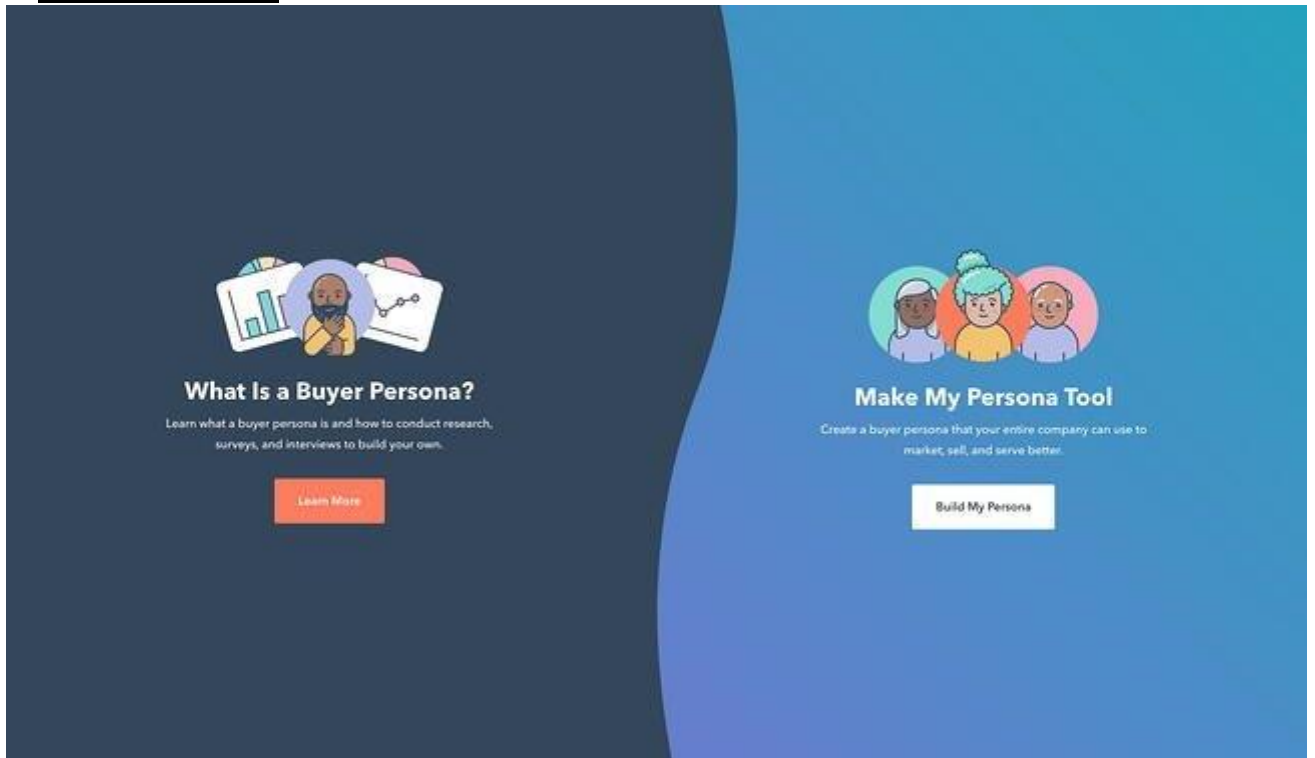 What Is a Buyer Persona?
Learn what a buyer persona is and how to conduct research,
surveys, and interviews to build your own.
Learn More
Make My Persona Tool
Create a buyer persona that your entire company can use to
market, sell, and serve better.
Build My Persona